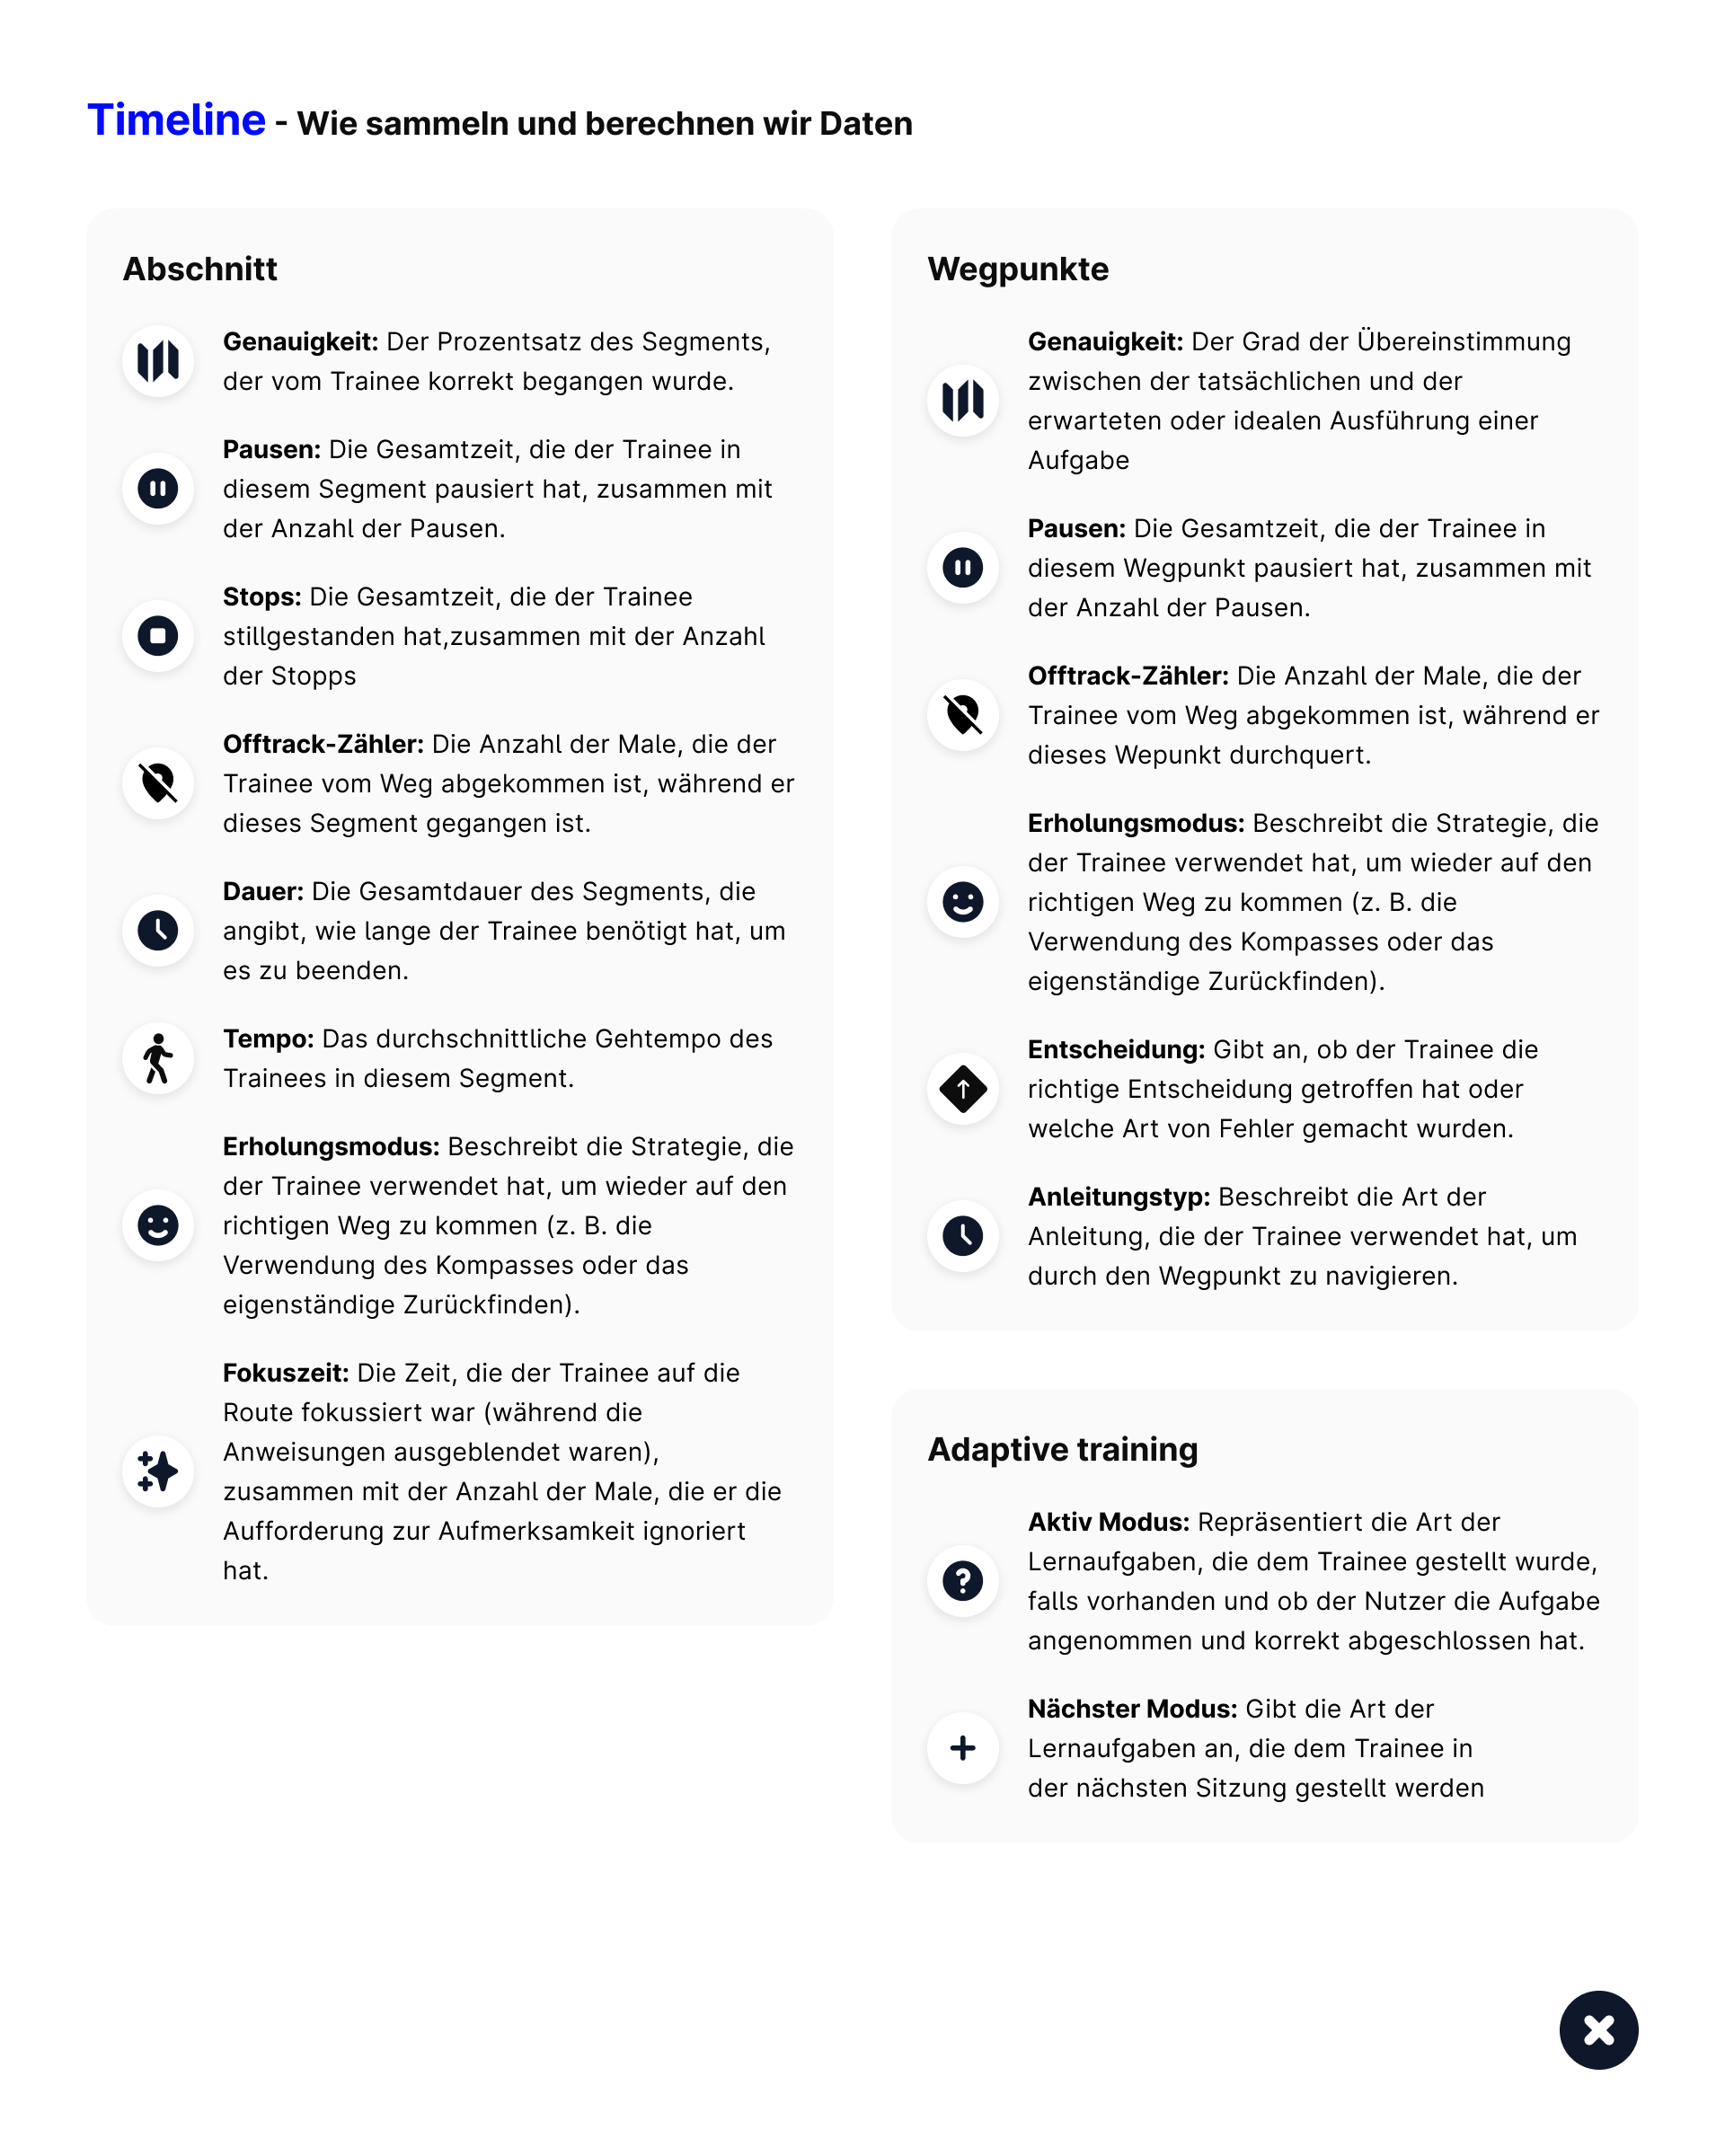 Timeline - Wie sammeln und berechnen wir Daten
Abschnitt
Genauigkeit: Der Prozentsatz des Segments,
der vom Trainee korrekt begangen wurde.
Pausen: Die Gesamtzeit, die der Trainee in
diesem Segment pausiert hat, zusammen mit
der Anzahl der Pausen.
Stops: Die Gesamtzeit, die der Trainee
stillgestanden hat,zusammen mit der Anzahl
der Stopps
Offtrack-Zähler: Die Anzahl der Male, die der
Trainee vom Weg abgekommen ist, während er
dieses Segment gegangen ist.
Dauer: Die Gesamtdauer des Segments, die
angibt, wie lange der Trainee benötigt hat, um
es zu beenden.
Tempo: Das durchschnittliche Gehtempo des
Trainees in diesem Segment.
Erholungsmodus: Beschreibt die Strategie, die
der Trainee verwendet hat, um wieder auf den
richtigen Weg zu kommen (z. B. die
Verwendung des Kompasses oder das
eigenständige Zurückfinden).
Fokuszeit: Die Zeit, die der Trainee auf die
Route fokussiert war (während die
Anweisungen ausgeblendet waren),
zusammen mit der Anzahl der Male, die er die
Aufforderung zur Aufmerksamkeit ignoriert
hat.
Wegpunkte
Genauigkeit: Der Grad der Übereinstimmung
zwischen der tatsächlichen und der
erwarteten oder idealen Ausführung einer
Aufgabe
Pausen: Die Gesamtzeit, die der Trainee in
diesem Wegpunkt pausiert hat, zusammen mit
der Anzahl der Pausen.
Offtrack-Zähler: Die Anzahl der Male, die der
Trainee vom Weg abgekommen ist, während er
dieses Wepunkt durchquert.
Erholungsmodus: Beschreibt die Strategie, die
der Trainee verwendet hat, um wieder auf den
richtigen Weg zu kommen (z. B. die
Verwendung des Kompasses oder das
eigenständige Zurückfinden).
Entscheidung: Gibt an, ob der Trainee die
richtige Entscheidung getroffen hat oder
welche Art von Fehler gemacht wurden.
Anleitungstyp: Beschreibt die Art der
Anleitung, die der Trainee verwendet hat, um
durch den Wegpunkt zu navigieren.
Adaptive training
Aktiv Modus: Repräsentiert die Art der
Lernaufgaben, die dem Trainee gestellt wurde,
falls vorhanden und ob der Nutzer die Aufgabe
angenommen und korrekt abgeschlossen hat.
Nächster Modus: Gibt die Art der
Lernaufgaben an, die dem Trainee in
der nächsten Sitzung gestellt werden